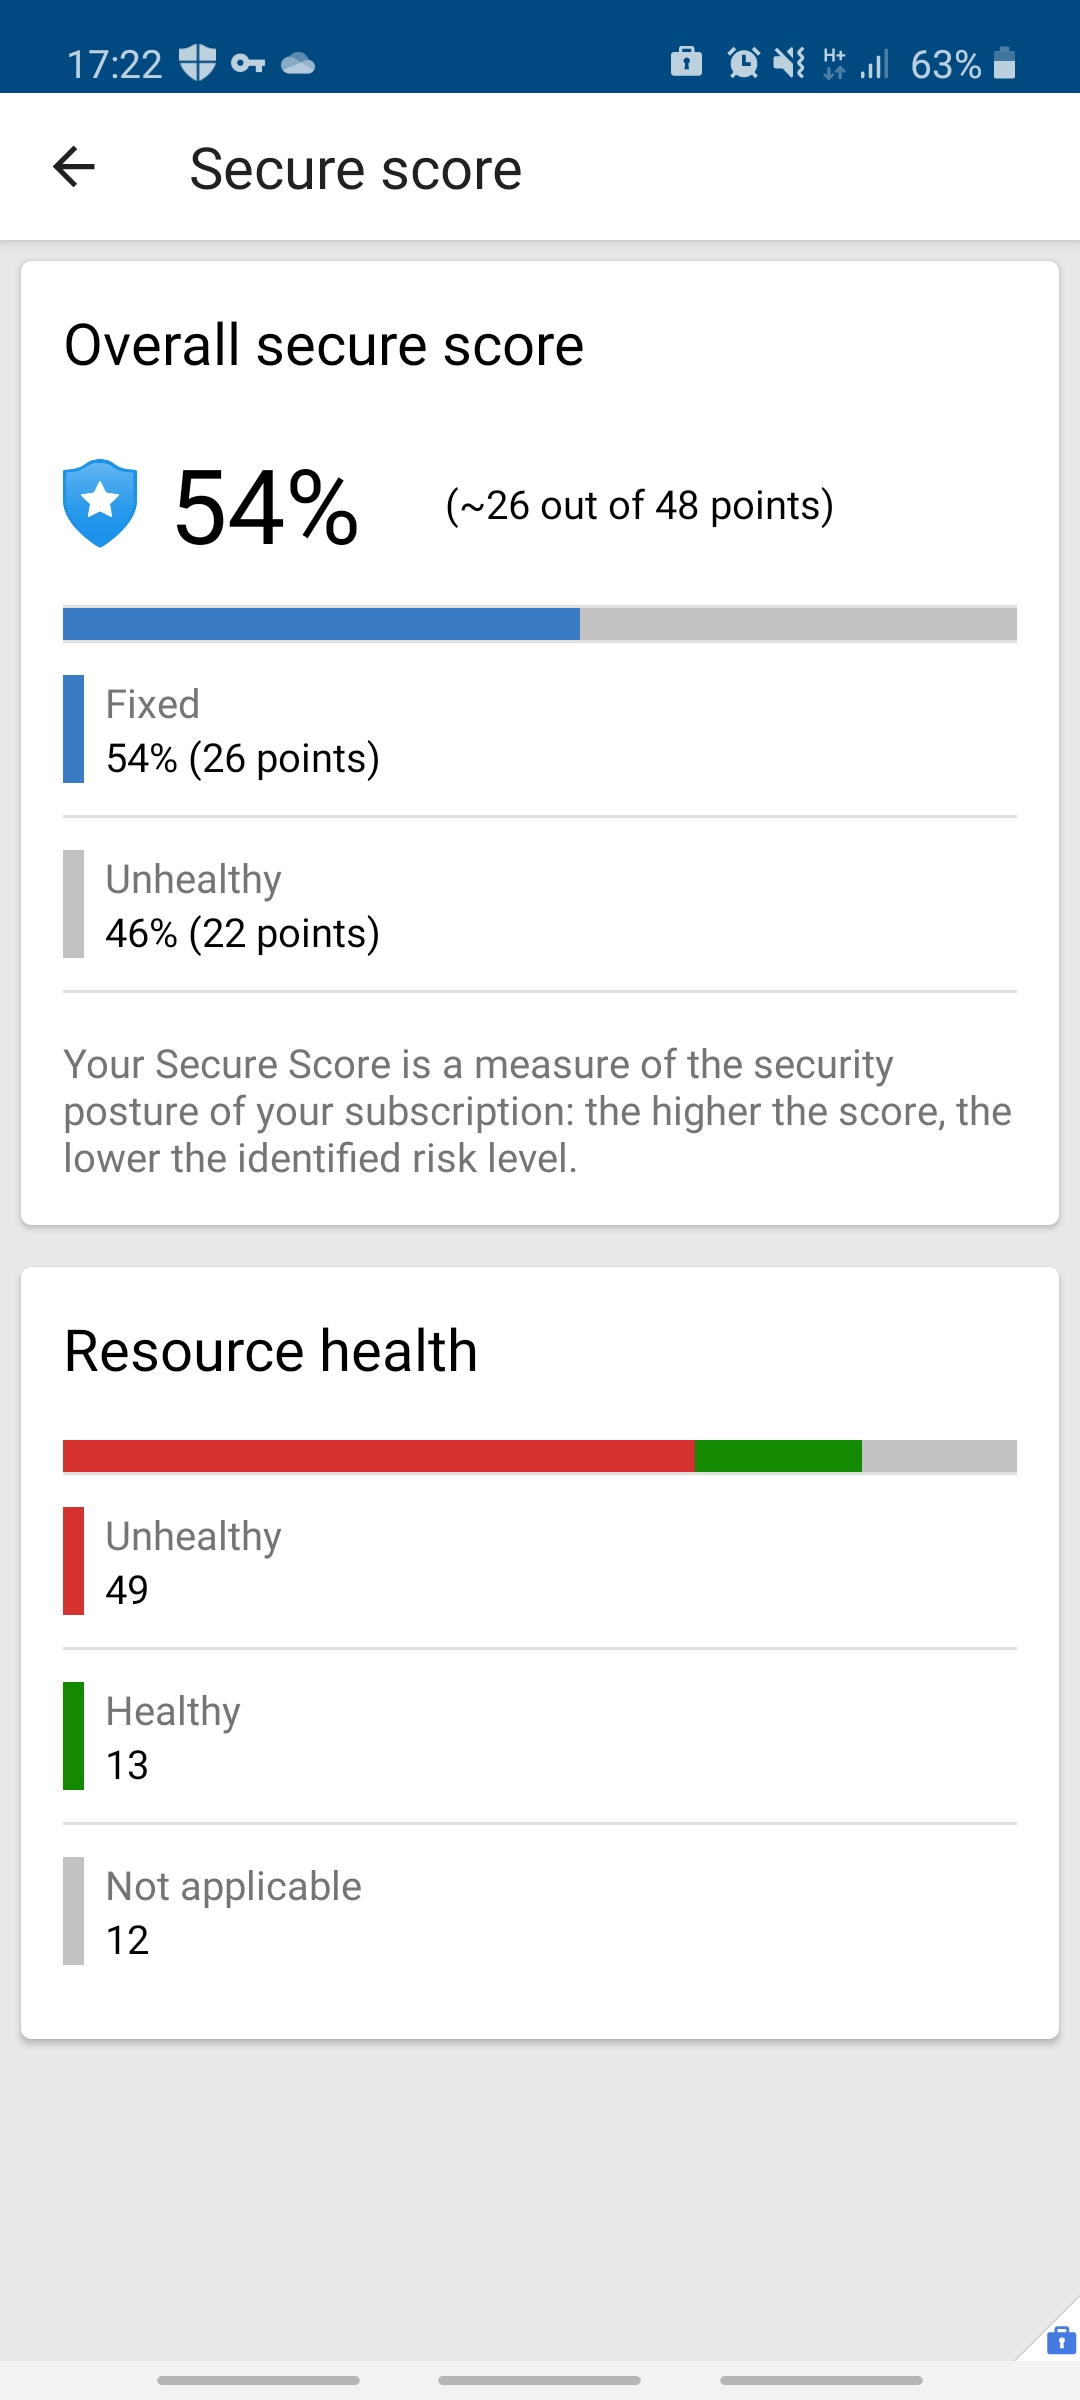 17:22 H+ 63%
Secure score
Overall secure score
54% (~26 out of 48 points)
Fixed
54% (26 points)
Unhealthy
46% (22 points)
Your Secure Score is a measure of the security
posture of your subscription: the higher the score, the
lower the identified risk level.
Resource health
Unhealthy
49
Healthy
13
Not applicable
12